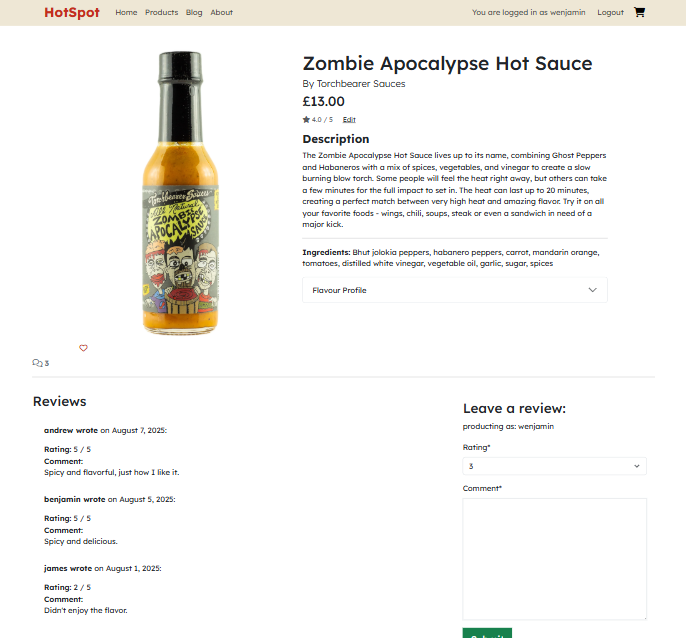 HotSpot Home Products Blog About You are logged in as wenjamin Logout
Zombie Apocalypse Hot Sauce
By Torchbearer Sauces
£13.00
4.0 / 5 Edit
Description
The Zombie Apocalypse Hot Sauce lives up to its name, combining Ghost Peppers
and Habaneros with a mix of spices, vegetables, and vinegar to create a slow
burning blow torch. Some people will feel the heat right away, but others can take
a few minutes for the full impact to set in. The heat can last up to 20 minutes,
creating a perfect match between very high heat and amazing flavor. Try it on all
your favorite foods - wings, chili, soups, steak or even a sandwich in need of a
major kick.
Ingredients: Bhut jolokia peppers, habanero peppers, carrot, mandarin orange,
tomatoes, distilled white vinegar, vegetable oil, garlic, sugar, spices
Flavour Profile
Torchbearer Sauces
All Natural
ZOMBIE
APOCALYPSE
SAUCE
3
Reviews
andrew wrote on August 7, 2025:
Rating: 5 / 5
Comment:
Spicy and flavorful, just how I like it.
benjamin wrote on August 5, 2025:
Rating: 5 / 5
Comment:
Spicy and delicious.
james wrote on August 1, 2025:
Rating: 2 / 5
Comment:
Didn't enjoy the flavor.
Leave a review:
producting as: wenjamin
Rating*
3
Comment*
Submit